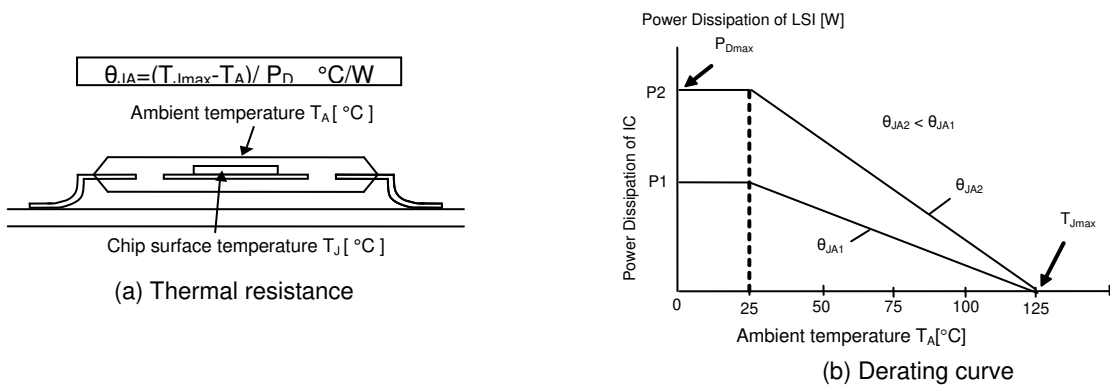 θJA=(TJmax-TA)/ PD °C/W
Ambient temperature TA [ °C ]
Chip surface temperature TJ [ °C ]
(a) Thermal resistance
Power Dissipation of LSI [W]
PDmax
P2
θJA2 < θJA1
P1
θJA2
TJmax
θJA1
Power Dissipation of IC
0 25 50 75 100 125
Ambient temperature TA[°C]
(b) Derating curve